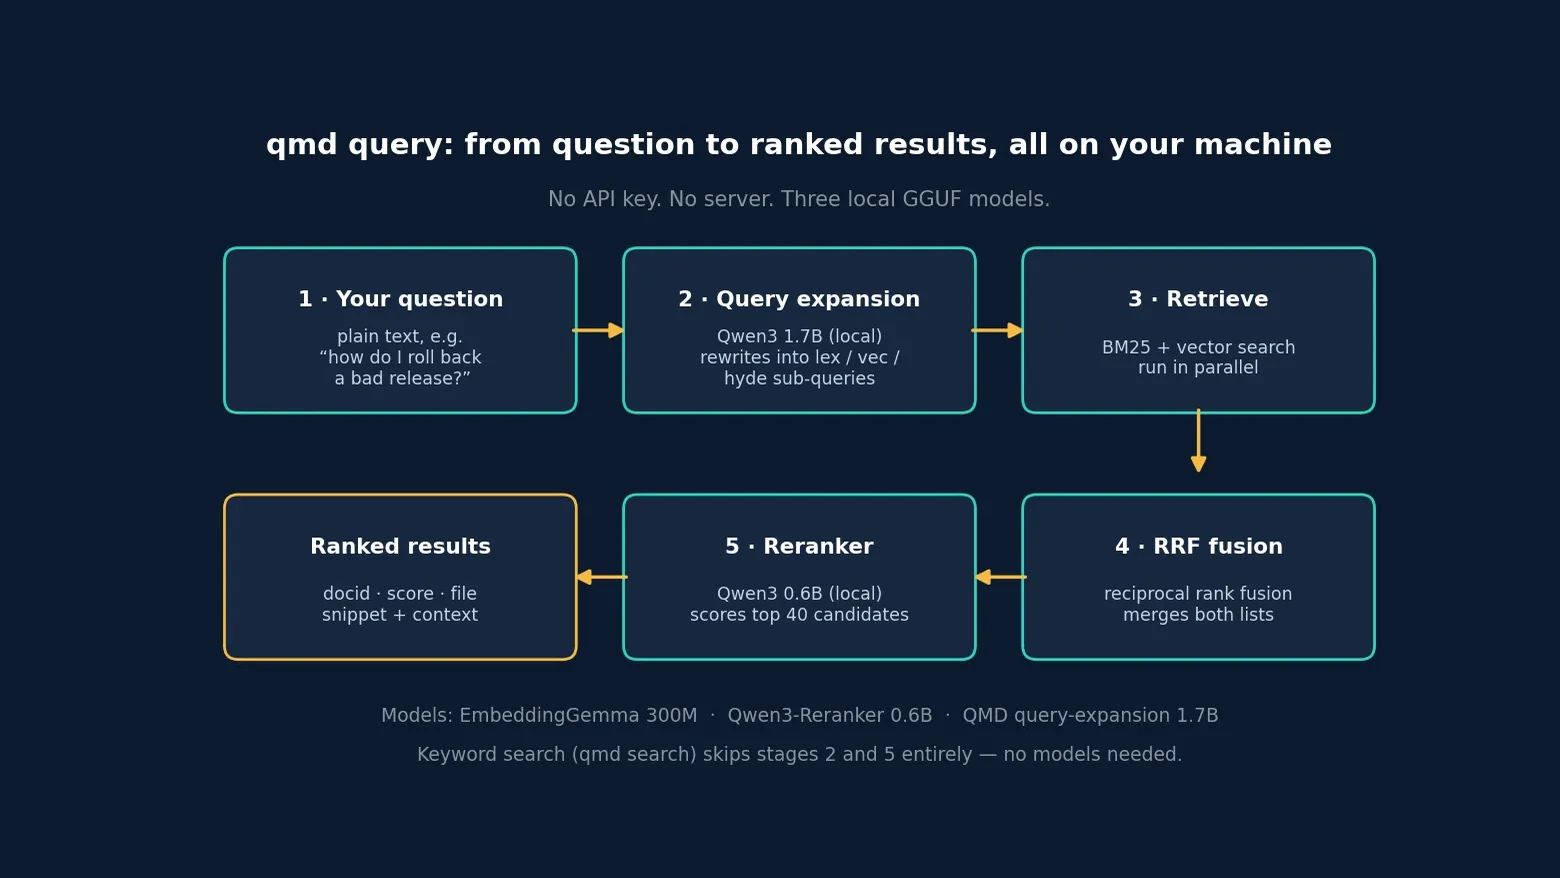 qmd query: from question to ranked results, all on your machine
No API key. No server. Three local GGUF models.
1 · Your question
plain text, e.g.
“how do I roll back
a bad release?”
2 · Query expansion
Qwen3 1.7B (local)
rewrites into lex / vec /
hyde sub-queries
3 · Retrieve
BM25 + vector search
run in parallel
4 · RRF fusion
reciprocal rank fusion
merges both lists
5 · Reranker
Qwen3 0.6B (local)
scores top 40 candidates
Ranked results
docid · score · file
snippet + context
Models: EmbeddingGemma 300M · Qwen3-Reranker 0.6B · QMD query-expansion 1.7B
Keyword search (qmd search) skips stages 2 and 5 entirely — no models needed.